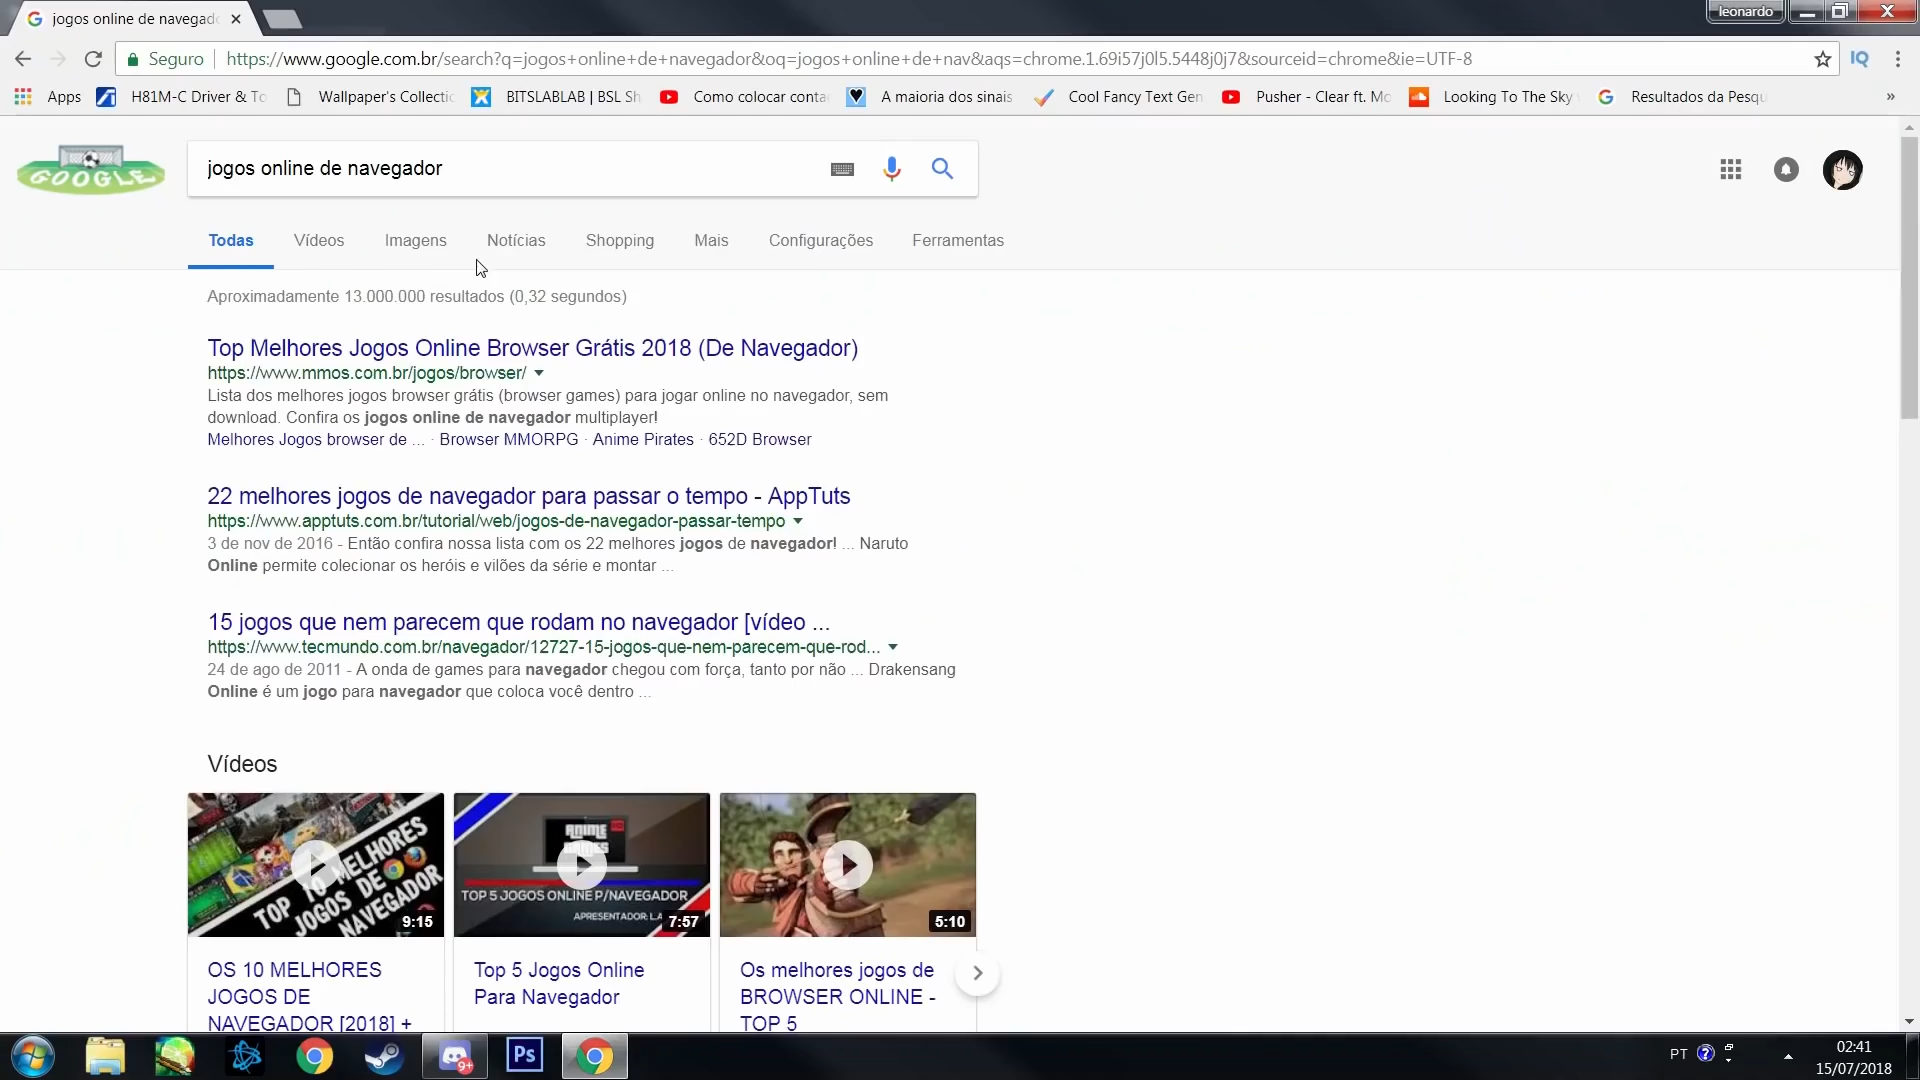 jogos online de navegad
leonardo
Seguro
https://www.google.com.br/search?q=jogos+online+de+navegador&oq=jogos+online+de+nav&aqs=chrome.1.69i57j0l5.5448j0j7&sourceid=chrome&ie=UTF-8
IQ
Apps H81M-C Driver & To Wallpaper's Collectic BITSLABLAB | BSL Sh Como colocar conta A maioria dos sinais Cool Fancy Text Gen Pusher - Clear ft. Mo Looking To The Sky Resultados da Pesqu »
GOOGLE
jogos online de navegador
Todas Vídeos Imagens Notícias Shopping Mais Configurações Ferramentas
Aproximadamente 13.000.000 resultados (0,32 segundos)
Top Melhores Jogos Online Browser Grátis 2018 (De Navegador)
https://www.mmos.com.br/jogos/browser/
Lista dos melhores jogos browser grátis (browser games) para jogar online no navegador, sem
download. Confira os jogos online de navegador multiplayer!
Melhores Jogos browser de ... · Browser MMORPG · Anime Pirates · 652D Browser
22 melhores jogos de navegador para passar o tempo - AppTuts
https://www.apptuts.com.br/tutorial/web/jogos-de-navegador-passar-tempo
3 de nov de 2016 - Então confira nossa lista com os 22 melhores jogos de navegador! ... Naruto
Online permite colecionar os heróis e vilões da série e montar ...
15 jogos que nem parecem que rodam no navegador [vídeo ...
https://www.tecmundo.com.br/navegador/12727-15-jogos-que-nem-parecem-que-rod...
24 de ago de 2011 - A onda de games para navegador chegou com força, tanto por não ... Drakensang
Online é um jogo para navegador que coloca você dentro ...
Vídeos
TOP 10 MELHORES
JOGOS DE
NAVEGADOR
9:15
ANIME
GAMES
TOP 5 JOGOS ONLINE P/NAVEGADOR
APRESENTADOR: L.A
7:57
5:10
OS 10 MELHORES
JOGOS DE
NAVEGADOR [2018] +
Top 5 Jogos Online
Para Navegador
Os melhores jogos de
BROWSER ONLINE -
TOP 5
9+
Ps
PT
02:41
15/07/2018